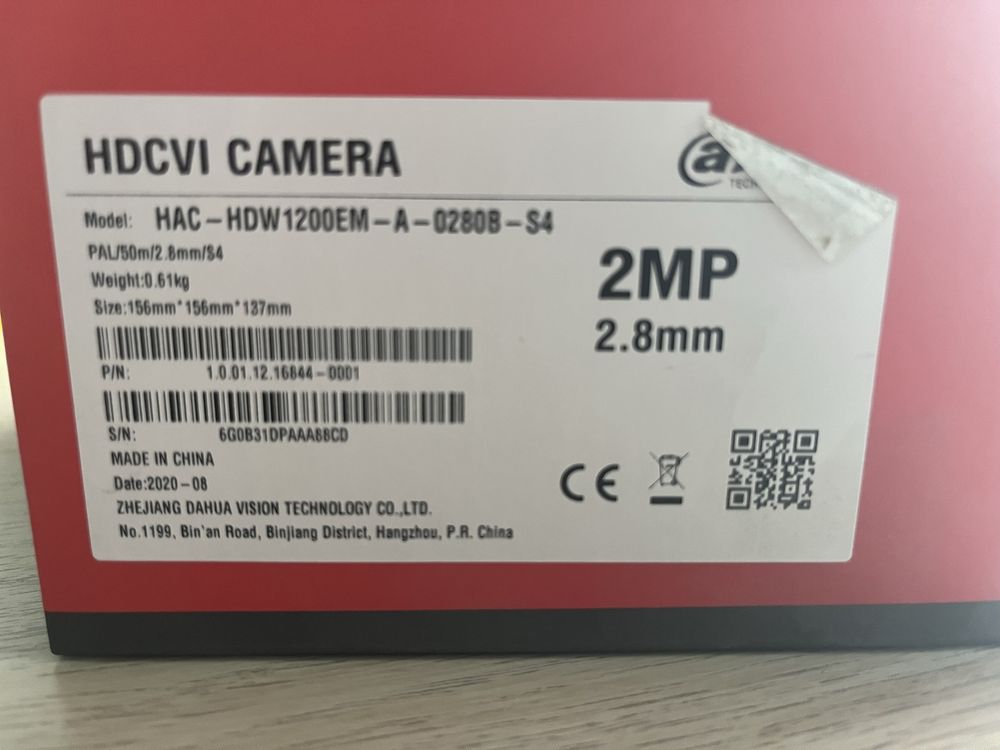 HDCVI CAMERA
Model: HAC-HDW1200EM-A-0280B-S4
PAL/50m/2.8mm/S4
Weight:0.61kg
Size:156mm*156mm*137mm
2MP
2.8mm
P/N: 1.0.01.12.16844-0001
S/N: 6G0B31DPAAA88CD
MADE IN CHINA
Date:2020-08
ZHEJIANG DAHUA VISION TECHNOLOGY CO.,LTD.
No.1199, Bin'an Road, Binjiang District, Hangzhou, P.R. China
CE